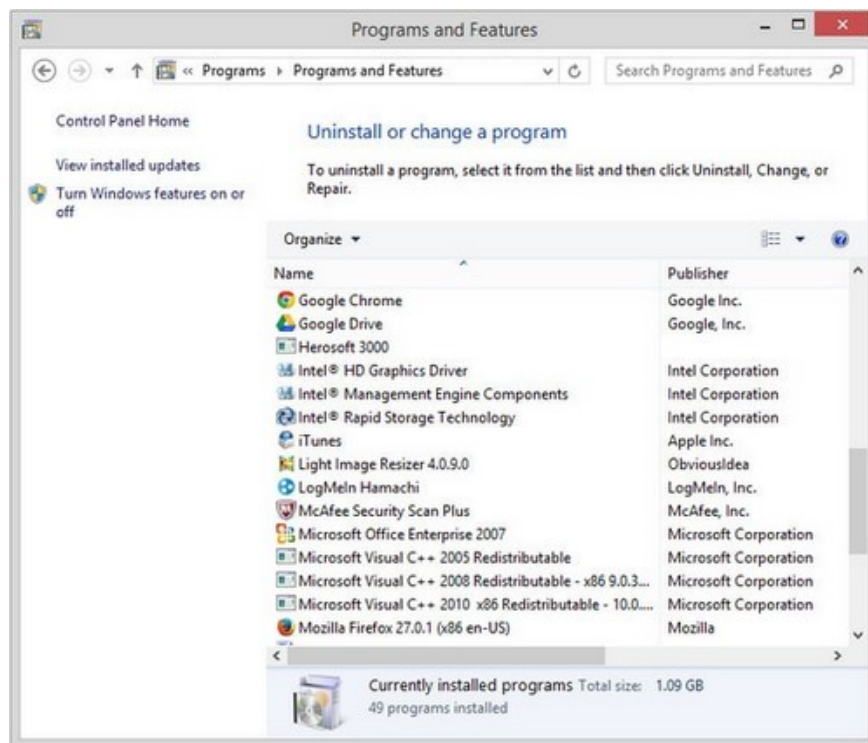 Programs and Features
« Programs › Programs and Features
Search Programs and Features
Control Panel Home
View installed updates
Turn Windows features on or
off
Uninstall or change a program
To uninstall a program, select it from the list and then click Uninstall, Change, or
Repair.
Organize
Name Publisher
Google Chrome Google Inc.
Google Drive Google, Inc.
Herosoft 3000
Intel® HD Graphics Driver Intel Corporation
Intel® Management Engine Components Intel Corporation
Intel® Rapid Storage Technology Intel Corporation
iTunes Apple Inc.
Light Image Resizer 4.0.9.0 ObviousIdea
LogMeIn Hamachi LogMeIn, Inc.
McAfee Security Scan Plus McAfee, Inc.
Microsoft Office Enterprise 2007 Microsoft Corporation
Microsoft Visual C++ 2005 Redistributable Microsoft Corporation
Microsoft Visual C++ 2008 Redistributable - x86 9.0.3... Microsoft Corporation
Microsoft Visual C++ 2010 x86 Redistributable - 10.0.... Microsoft Corporation
Mozilla Firefox 27.0.1 (x86 en-US) Mozilla
Currently installed programs Total size: 1.09 GB
49 programs installed